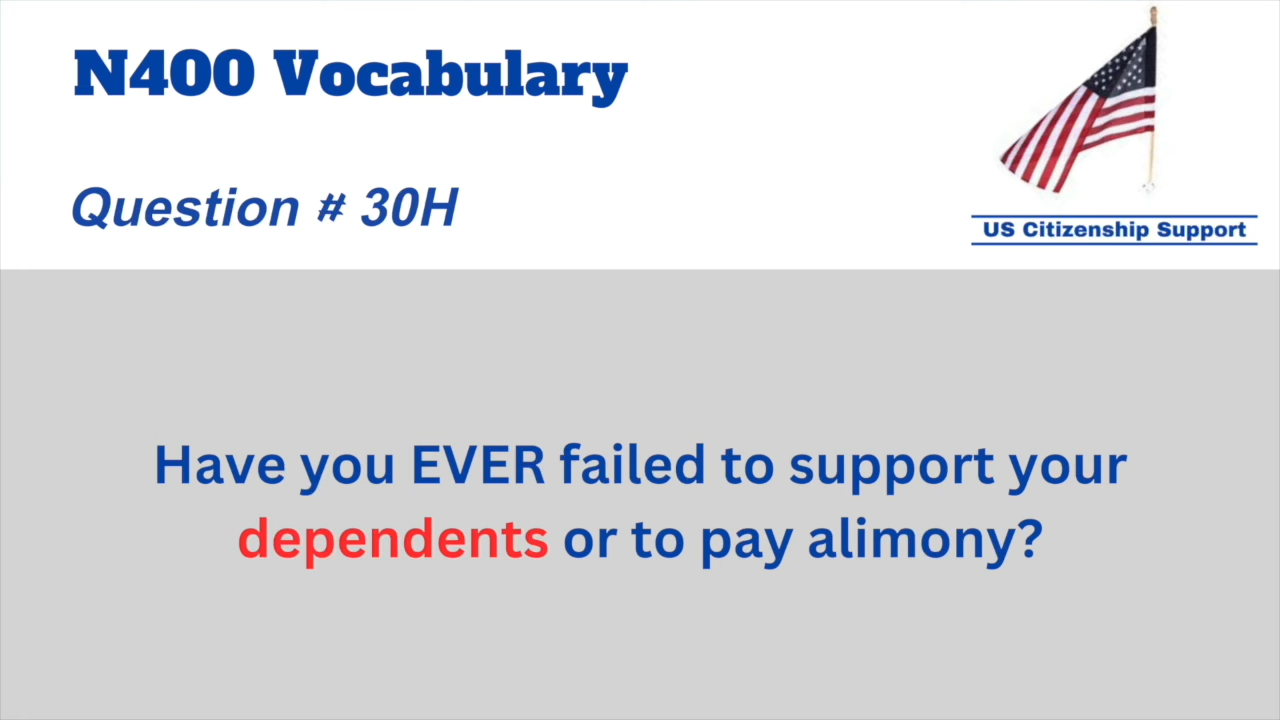 N400 Vocabulary
Question # 30H
US Citizenship Support
Have you EVER failed to support your
dependents or to pay alimony?